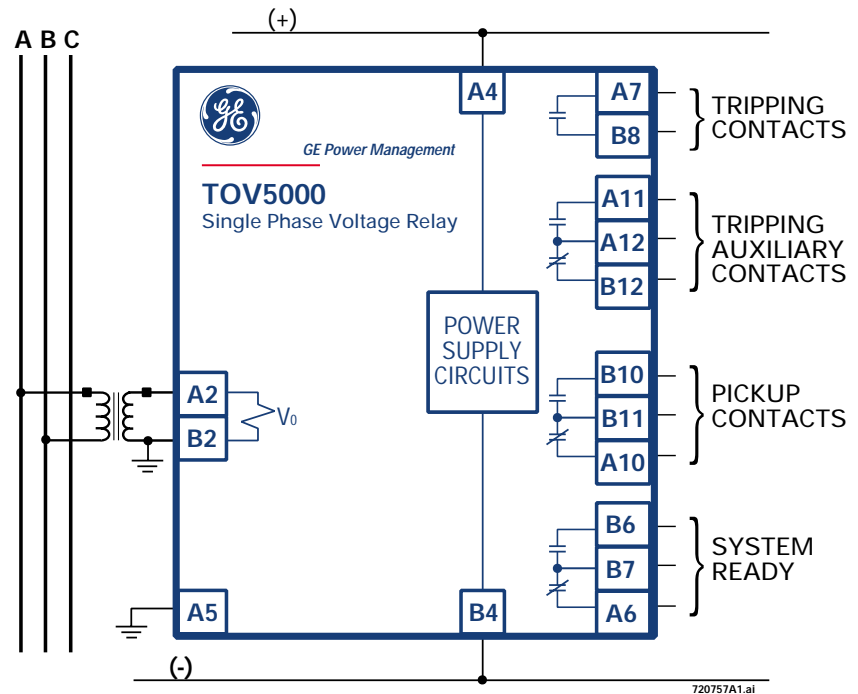 (+)
A B C
GE
GE Power Management
TOV5000
Single Phase Voltage Relay
A4
A7
B8
TRIPPING
CONTACTS
A11
A12
B12
TRIPPING
AUXILIARY
CONTACTS
POWER
SUPPLY
CIRCUITS
A2
B2
V0
B10
B11
A10
PICKUP
CONTACTS
B6
B7
A6
SYSTEM
READY
A5
B4
(-)
720757A1.ai